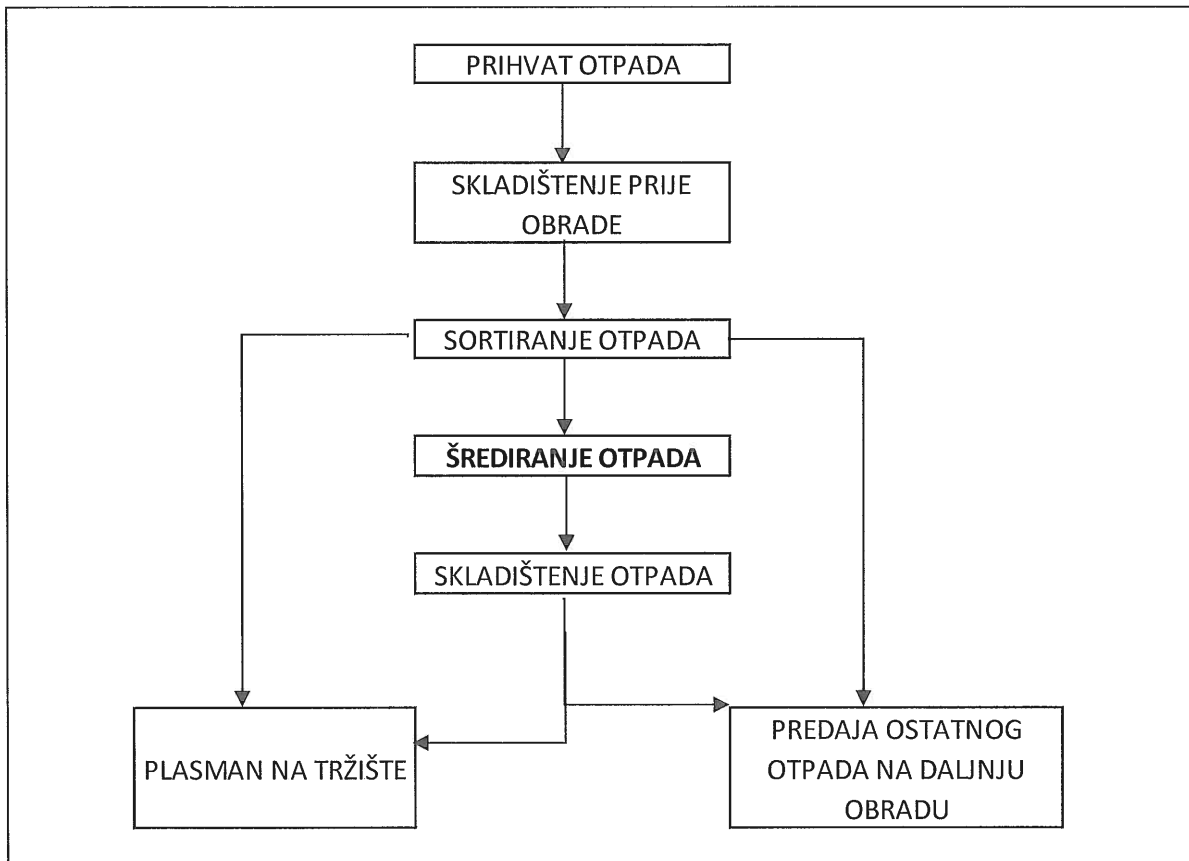 PRIHVAT OTPADA
SKLADIŠTENJE PRIJE
OBRADE
SORTIRANJE OTPADA
ŠREDIRANJE OTPADA
SKLADIŠTENJE OTPADA
PLASMAN NA TRŽIŠTE
PREDAJA OSTATNOG
OTPADA NA DALJNJU
OBRADU